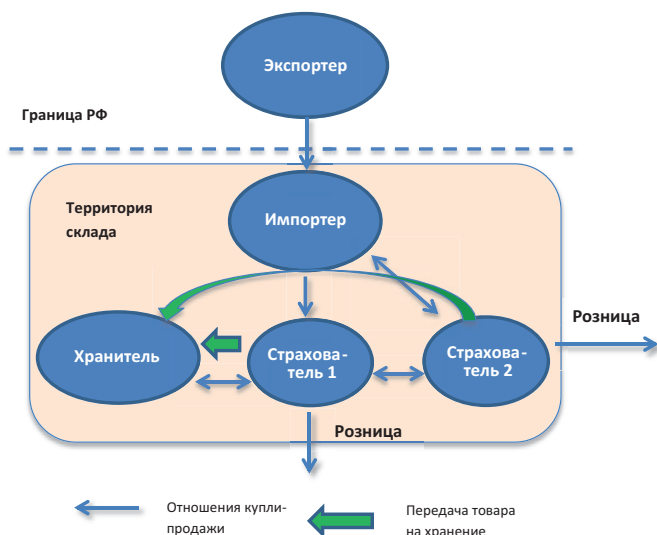 Экспортер
Граница РФ
Территория
склада
Импортер
Розница
Хранитель
Страхова-
тель 1
Страхова-
тель 2
Розница
Отношения купли-
продажи
Передача товара
на хранение